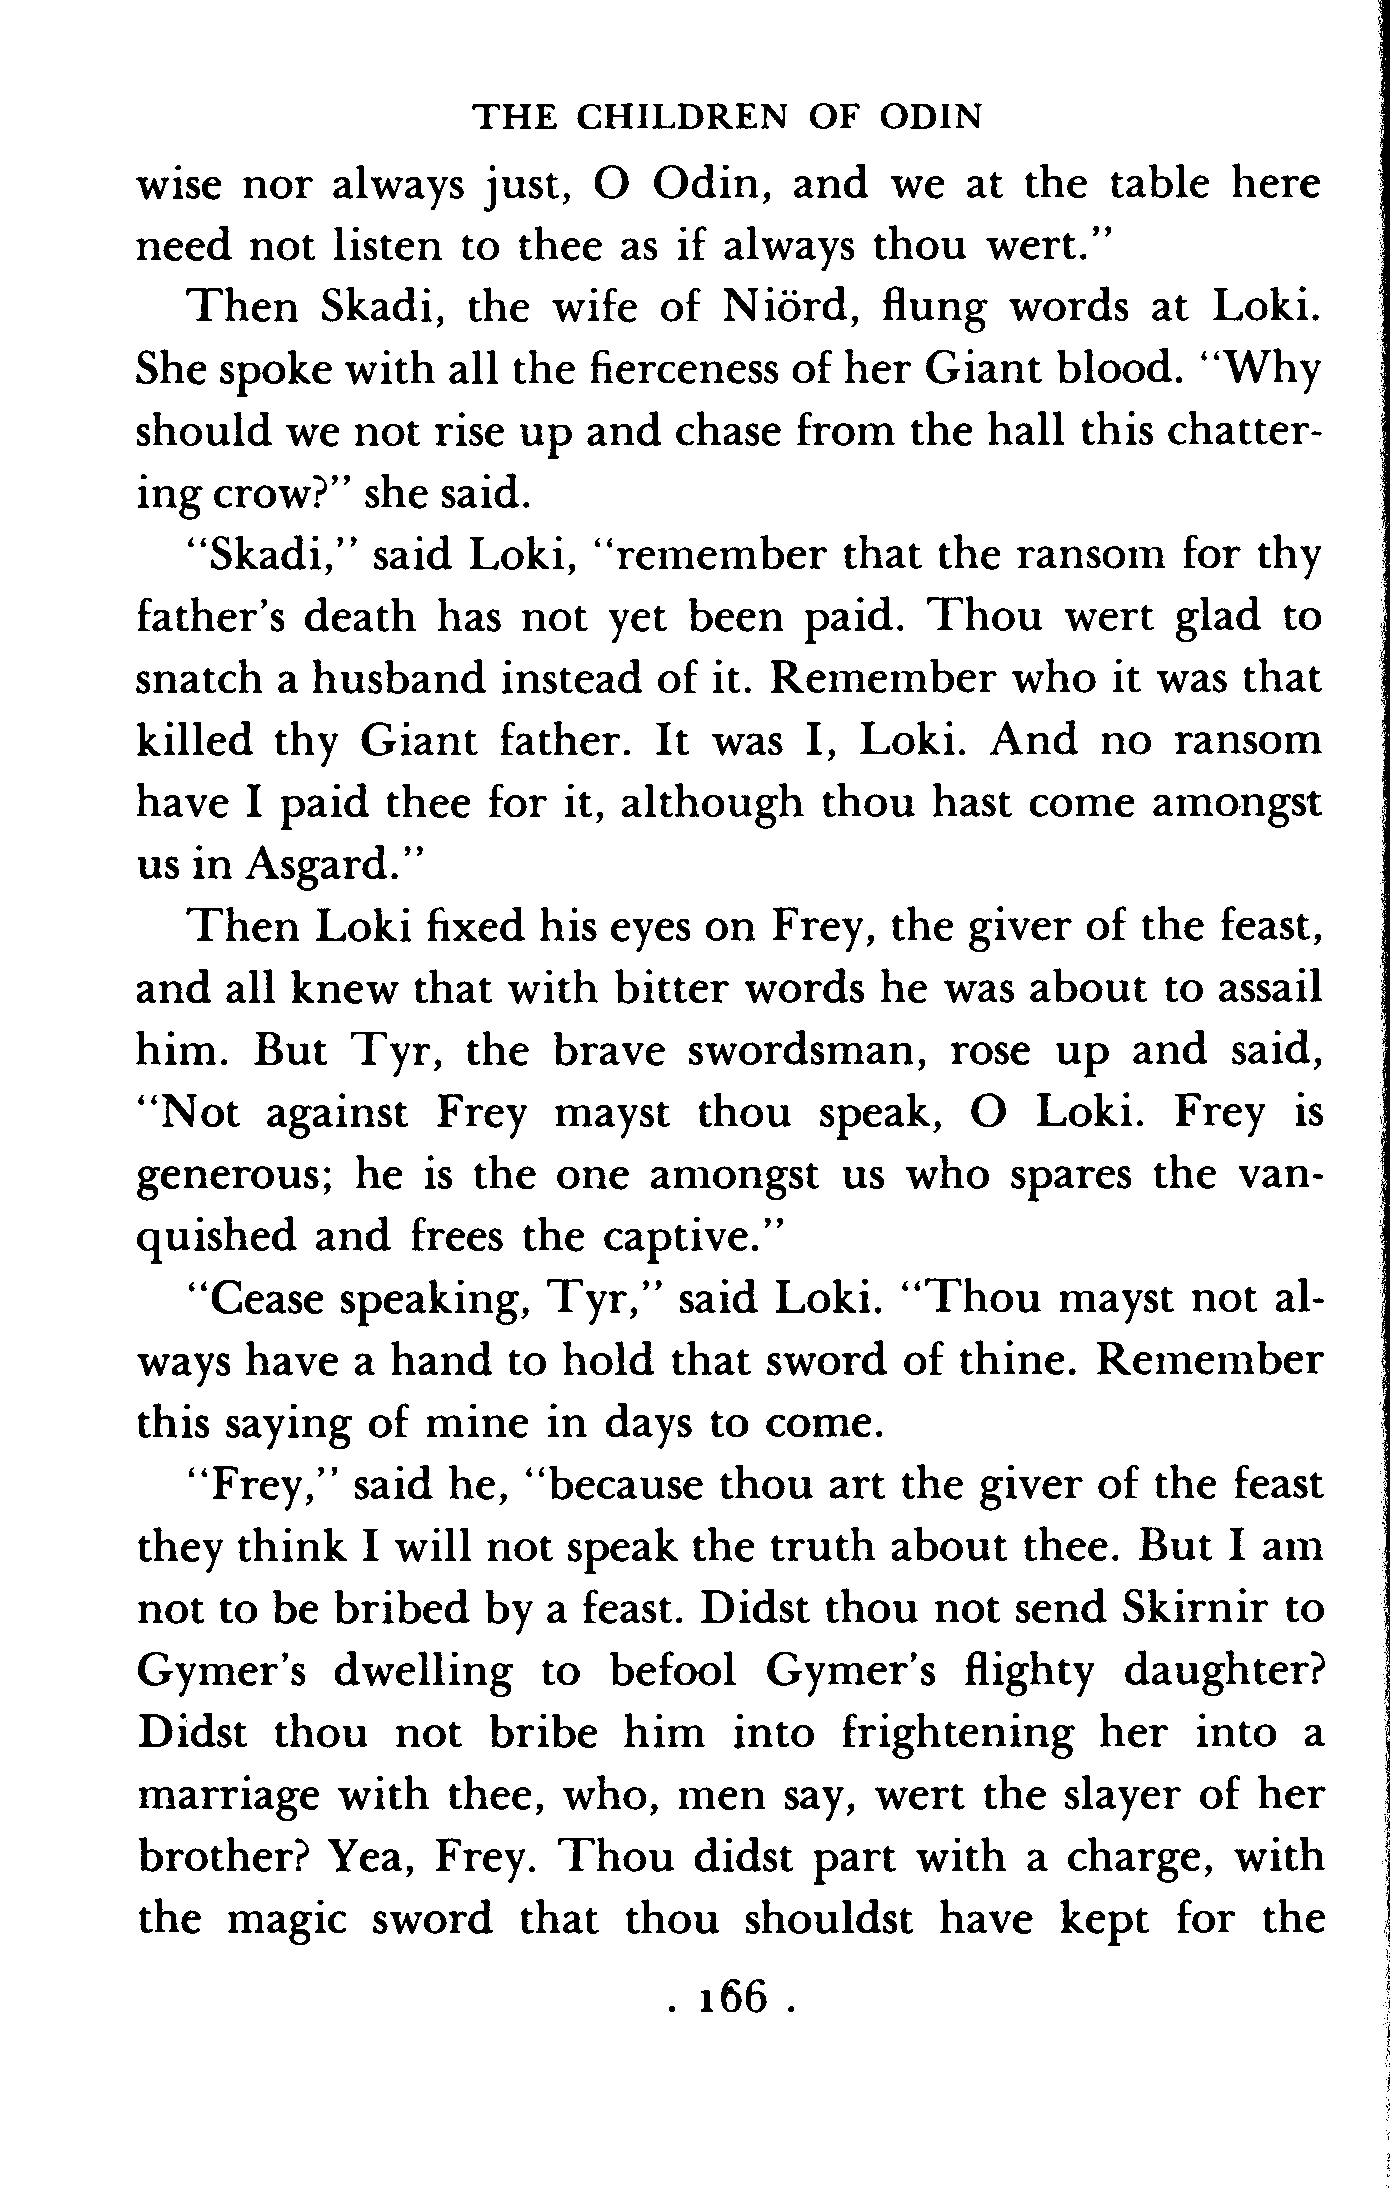 THE CHILDREN OF ODIN
wise nor always just, O Odin, and we at the table here
need not listen to thee as if always thou wert."
Then Skadi, the wife of Niörd, flung words at Loki.
She spoke with all the fierceness of her Giant blood. "Why
should we not rise up and chase from the hall this chatter-
ing crow?" she said.
"Skadi," said Loki, "remember that the ransom for thy
father's death has not yet been paid. Thou wert glad to
snatch a husband instead of it. Remember who it was that
killed thy Giant father. It was I, Loki. And no ransom
have I paid thee for it, although thou hast come amongst
us in Asgard."
Then Loki fixed his eyes on Frey, the giver of the feast,
and all knew that with bitter words he was about to assail
him. But Tyr, the brave swordsman, rose up and said,
"Not against Frey mayst thou speak, O Loki. Frey is
generous; he is the one amongst us who spares the van-
quished and frees the captive."
"Cease speaking, Tyr," said Loki. "Thou mayst not al-
ways have a hand to hold that sword of thine. Remember
this saying of mine in days to come.
"Frey," said he, "because thou art the giver of the feast
they think I will not speak the truth about thee. But I am
not to be bribed by a feast. Didst thou not send Skirnir to
Gymer's dwelling to befool Gymer's flighty daughter?
Didst thou not bribe him into frightening her into a
marriage with thee, who, men say, wert the slayer of her
brother? Yea, Frey. Thou didst part with a charge, with
the magic sword that thou shouldst have kept for the
. 166 .